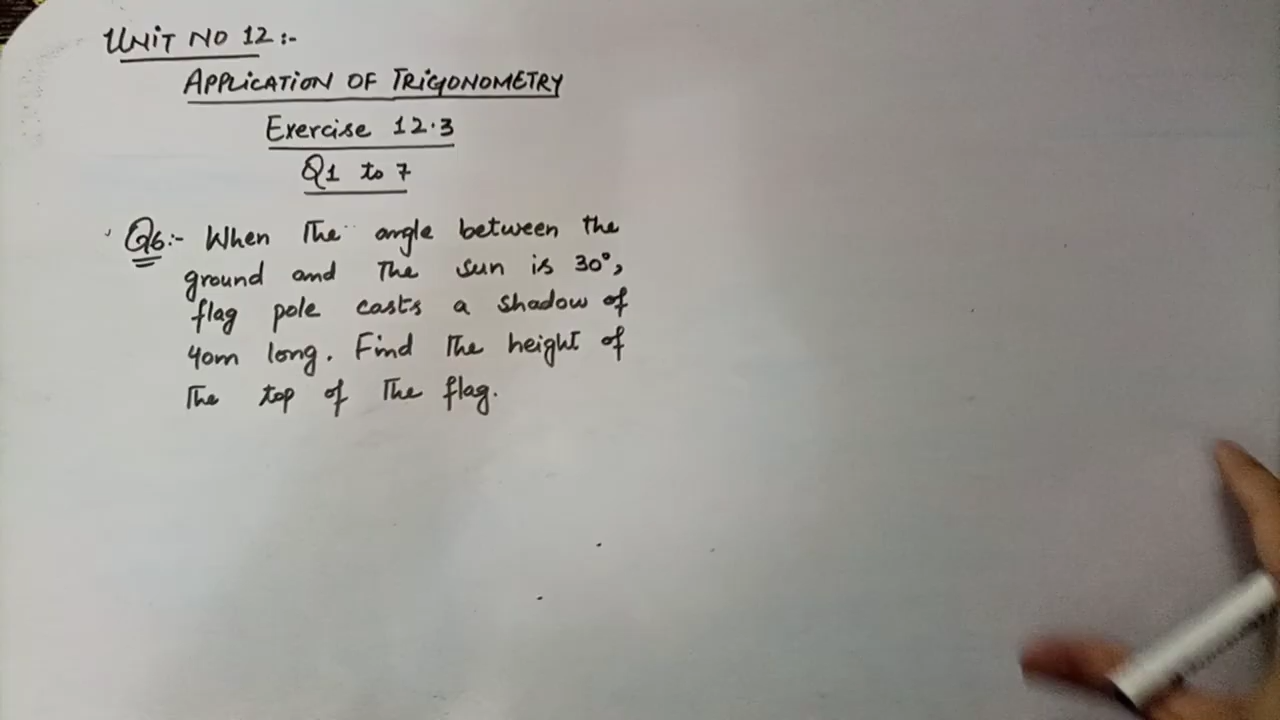 UNIT NO 12:-
APPLICATION OF TRIGONOMETRY
Exercise 12.3
Q1 to 7
Q6:- When The angle between the
ground and The sun is 30°,
flag pole casts a shadow of
40m long. Find The height of
The top of The flag.